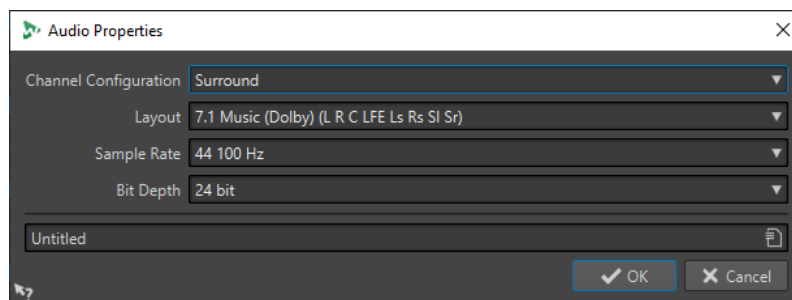 Audio Properties
Channel Configuration Surround
Layout 7.1 Music (Dolby) (L R C LFE Ls Rs Sl Sr)
Sample Rate 44 100 Hz
Bit Depth 24 bit
Untitled
OK Cancel